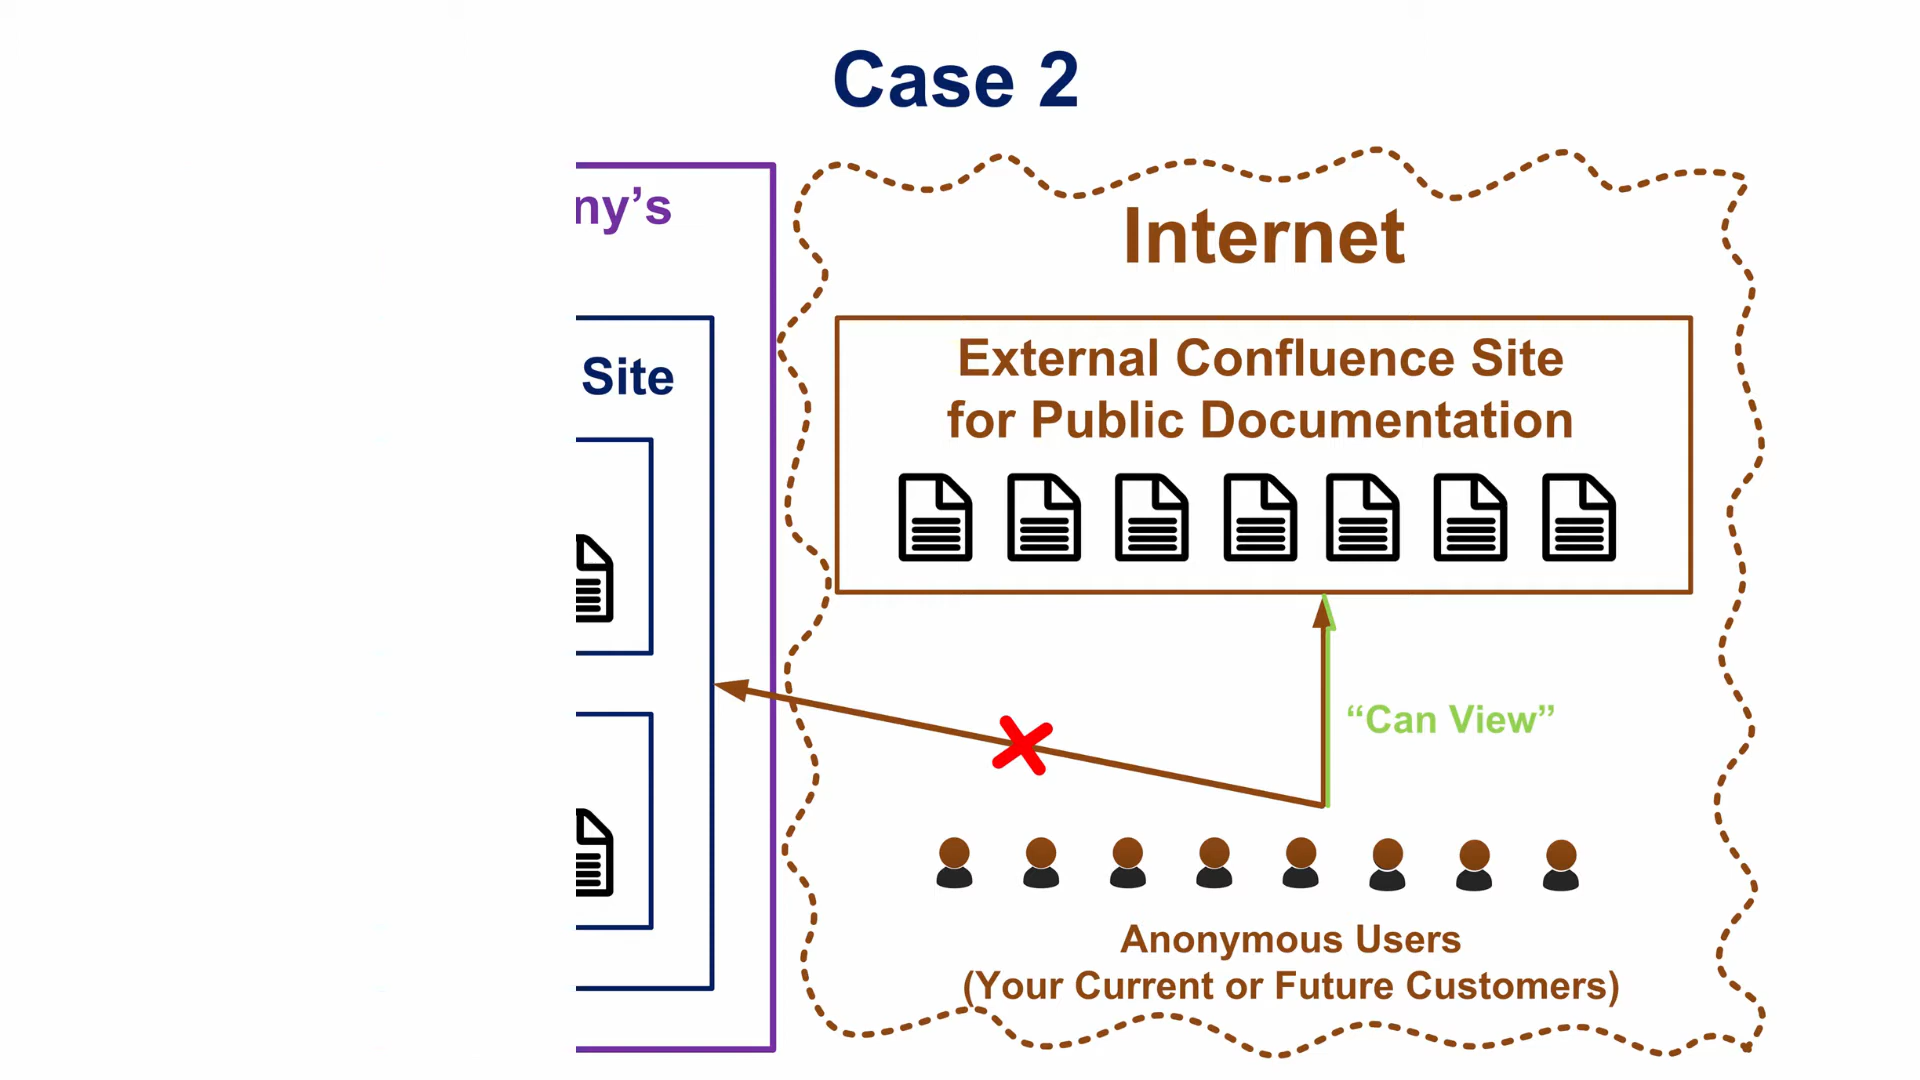 Case 2
ny’s
Site
Internet
External Confluence Site
for Public Documentation
“Can View”
Anonymous Users
(Your Current or Future Customers)